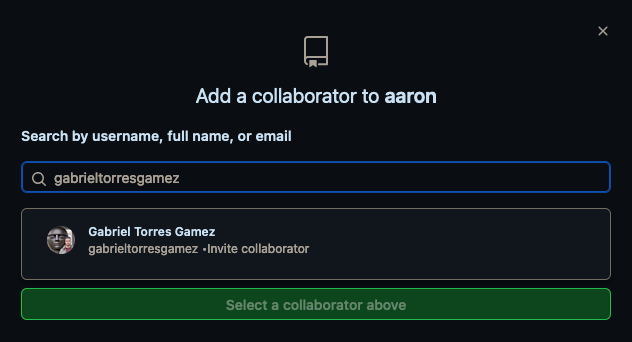 Add a collaborator to aaron
Search by username, full name, or email
gabrieltorresgamez
Gabriel Torres Gamez
gabrieltorresgamez •Invite collaborator
Select a collaborator above